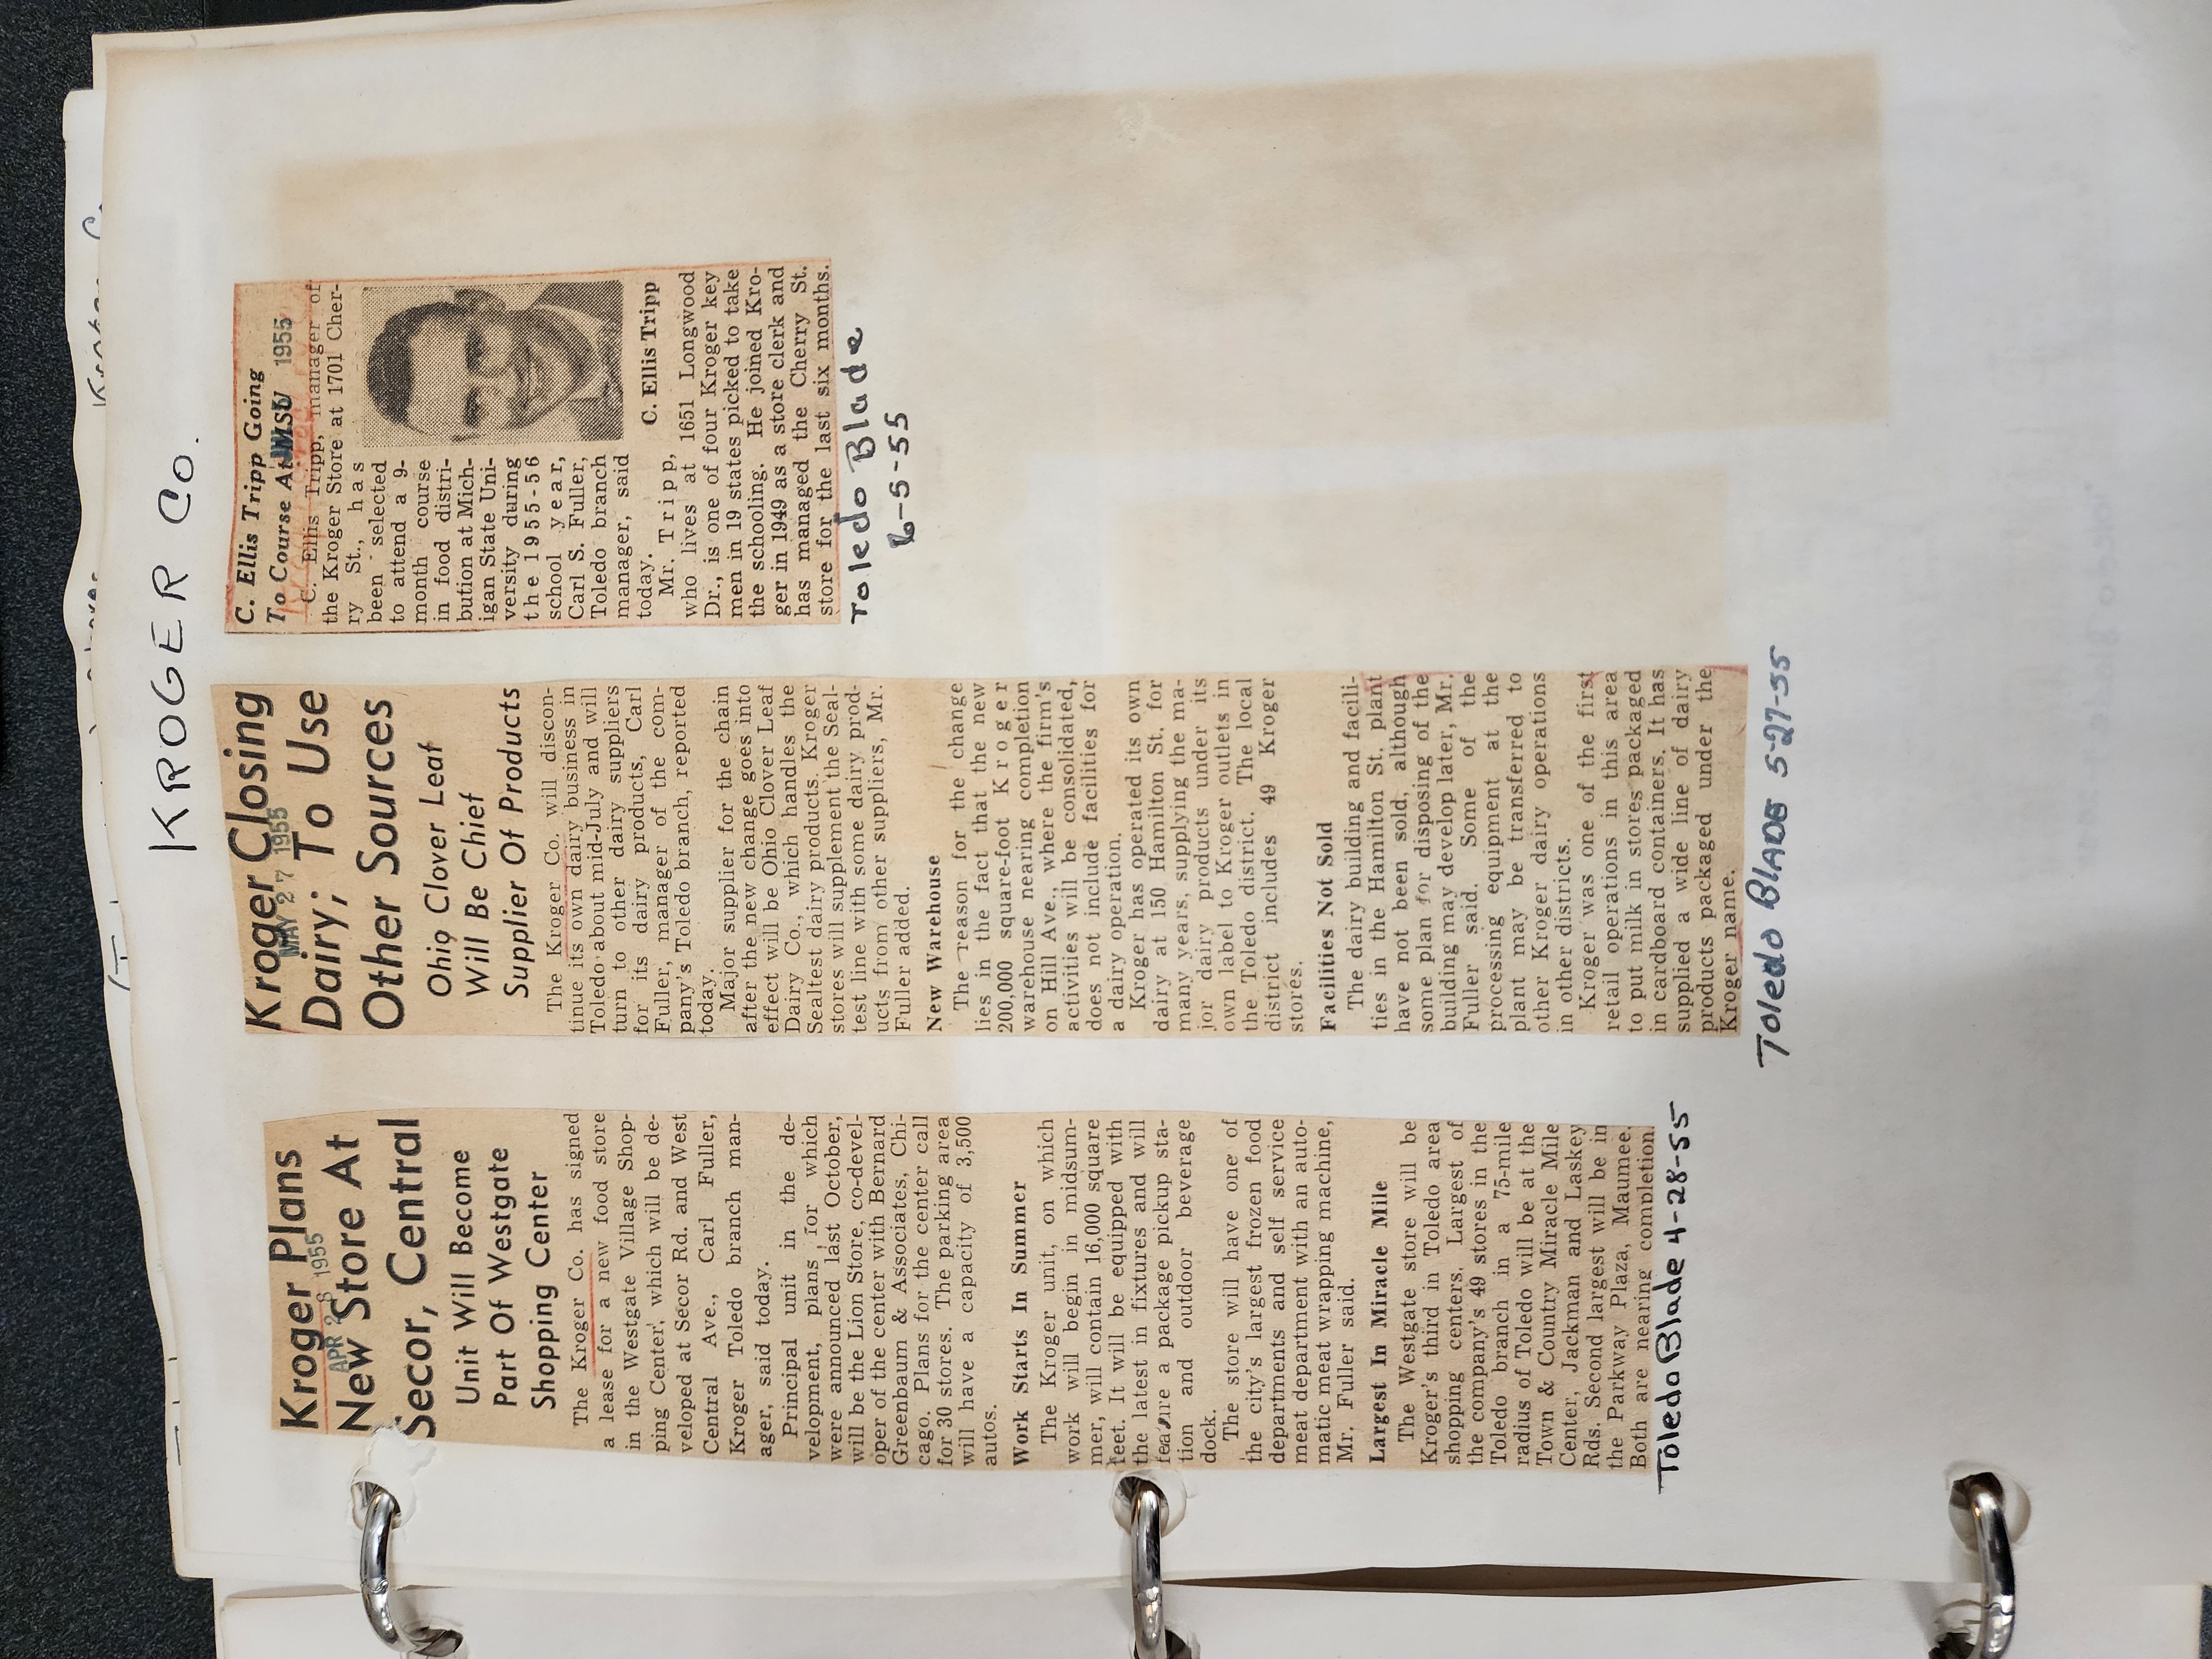 KROGER Co.
Kroger Plans
APR 28 1955
New Store At
Secor, Central
Unit Will Become
Part Of Westgate
Shopping Center
The Kroger Co. has signed
a lease for a new food store
in the Westgate Village Shop-
ping Center, which will be de-
veloped at Secor Rd. and West
Central Ave., Carl Fuller,
Kroger Toledo branch man-
ager, said today.
Principal unit in the de-
velopment, plans for which
were announced last October,
will be the Lion Store, co-devel-
oper of the center with Bernard
Greenbaum & Associates, Chi-
cago. Plans for the center call
for 30 stores. The parking area
will have a capacity of 3,500
autos.
Work Starts In Summer
The Kroger unit, on which
work will begin in midsum-
mer, will contain 16,000 square
feet. It will be equipped with
the latest in fixtures and will
feature a package pickup sta-
tion and outdoor beverage
dock.
The store will have one of
the city's largest frozen food
departments and self service
meat department with an auto-
matic meat wrapping machine,
Mr. Fuller said.
Largest In Miracle Mile
The Westgate store will be
Kroger's third in Toledo area
shopping centers. Largest of
the company's 49 stores in the
Toledo branch in a 75-mile
radius of Toledo will be at the
Town & Country Miracle Mile
Center, Jackman and Laskey
Rds. Second largest will be in
the Parkway Plaza, Maumee.
Both are nearing completion.
Toledo Blade 4-28-55
Kroger Closing
MAY 27 1955
Dairy; To Use
Other Sources
Ohio Clover Leaf
Will Be Chief
Supplier Of Products
The Kroger Co. will discon-
tinue its own dairy business in
Toledo about mid-July and will
turn to other dairy suppliers
for its dairy products, Carl
Fuller, manager of the com-
pany's Toledo branch, reported
today.
Major supplier for the chain
after the new change goes into
effect will be Ohio Clover Leaf
Dairy Co., which handles the
Sealtest dairy products. Kroger
stores will supplement the Seal-
test line with some dairy prod-
ucts from other suppliers, Mr.
Fuller added.
New Warehouse
The reason for the change
lies in the fact that the new
200,000 square-foot Kroger
warehouse nearing completion
on Hill Ave., where the firm's
activities will be consolidated,
does not include facilities for
a dairy operation.
Kroger has operated its own
dairy at 150 Hamilton St. for
many years, supplying the ma-
jor dairy products under its
own label to Kroger outlets in
the Toledo district. The local
district includes 49 Kroger
stores.
Facilities Not Sold
The dairy building and facili-
ties in the Hamilton St. plant
have not been sold, although
some plan for disposing of the
building may develop later, Mr.
Fuller said. Some of the
processing equipment at the
plant may be transferred to
other Kroger dairy operations
in other districts.
Kroger was one of the first
retail operations in this area
to put milk in stores packaged
in cardboard containers. It has
supplied a wide line of dairy
products packaged under the
Kroger name.
Toledo BLADE 5-27-55
C. Ellis Tripp Going
To Course At MSU
1955
C. Ellis Tripp, manager of
the Kroger Store at 1701 Cher-
ry St., has
been selected
to attend a 9-
month course
in food distri-
bution at Mich-
igan State Uni-
versity during
the 1955-56
school year,
Carl S. Fuller,
Toledo branch
manager, said
today.
C. Ellis Tripp
Mr. Tripp,
who lives at 1651 Longwood
Dr., is one of four Kroger key
men in 19 states picked to take
the schooling. He joined Kro-
ger in 1949 as a store clerk and
has managed the Cherry St.
store for the last six months.
Toledo Blade
6-5-55